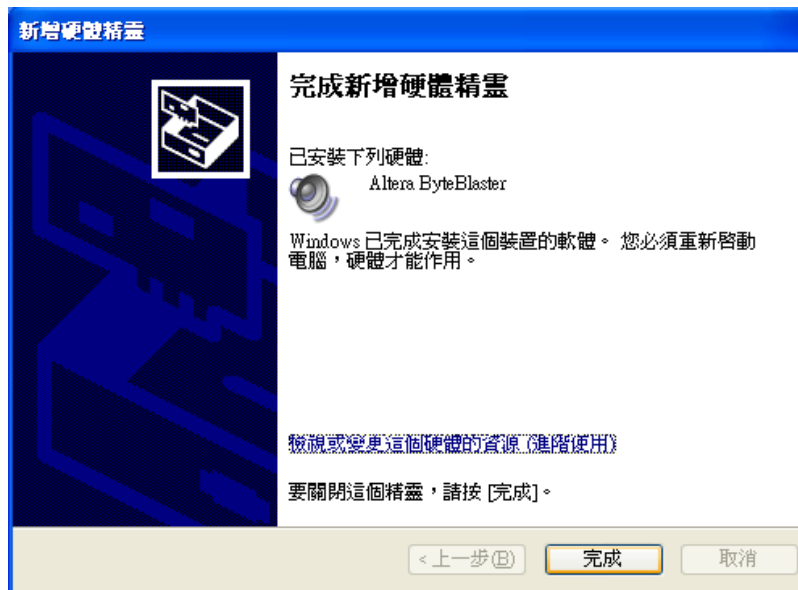 新增硬體精靈
完成新增硬體精靈
已安裝下列硬體:
Altera ByteBlaster
Windows 已完成安裝這個裝置的軟體。 您必須重新啓動
電腦，硬體才能作用。
檢視或變更這個硬體的資源 (進階使用)
要關閉這個精靈，請按 [完成]。
<上一步(B)
完成
取消